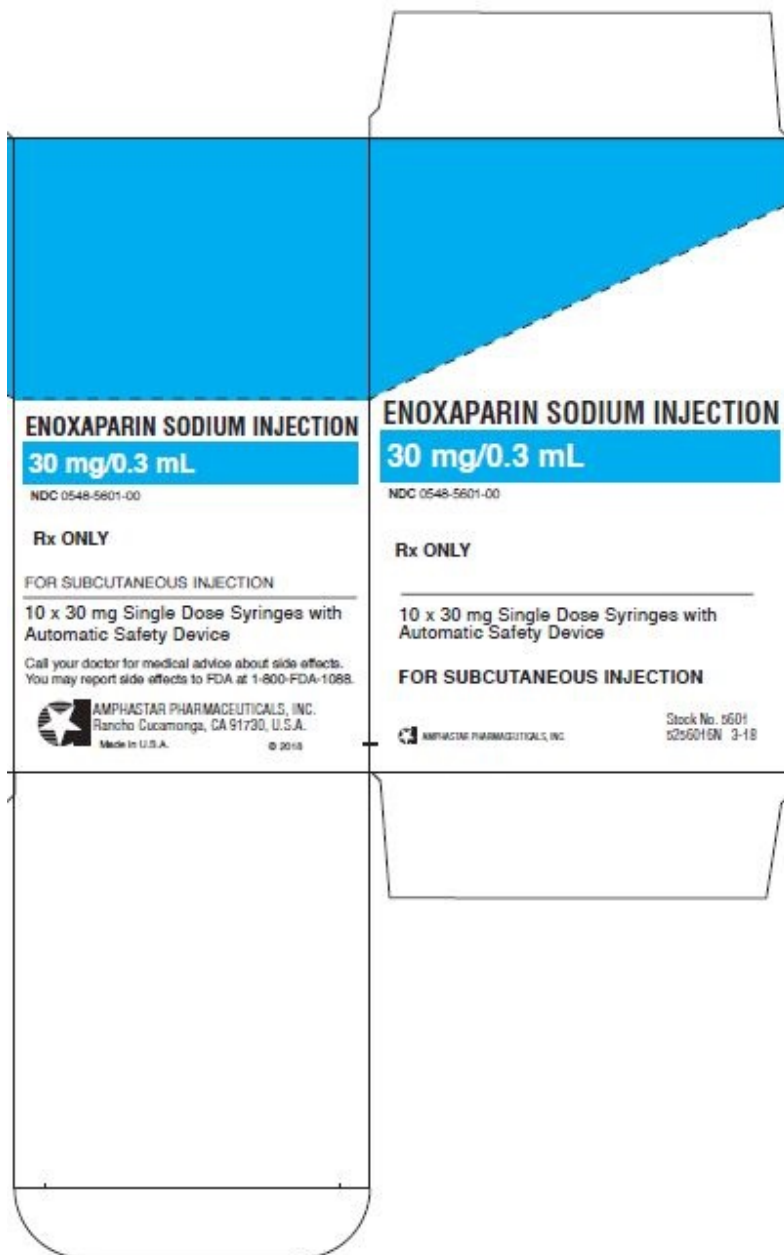 ENOXAPARIN SODIUM INJECTION
30 mg/0.3 mL
NDC 0548-5601-00
Rx ONLY
FOR SUBCUTANEOUS INJECTION
10 x 30 mg Single Dose Syringes with
Automatic Safety Device
Call your doctor for medical advice about side effects.
You may report side effects to FDA at 1-800-FDA-1088.
AMPHASTAR PHARMACEUTICALS, INC.
Rancho Cucamonga, CA 91730, U.S.A.
Made in U.S.A. © 2018
ENOXAPARIN SODIUM INJECTION
30 mg/0.3 mL
NDC 0548-5601-00
Rx ONLY
10 x 30 mg Single Dose Syringes with
Automatic Safety Device
FOR SUBCUTANEOUS INJECTION
AMPHASTAR PHARMACEUTICALS, INC.
Stock No. 5601
5256016N 3-18